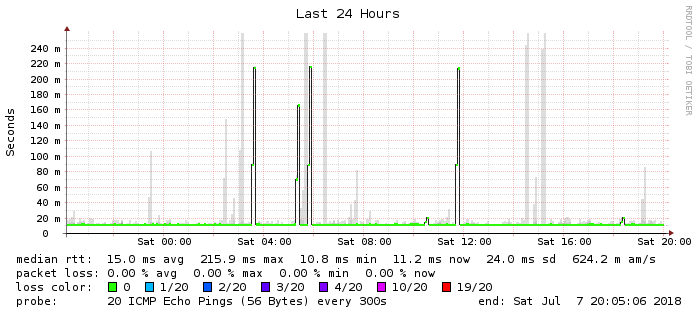 Last 24 Hours
RRDTOOL / TOBI OETIKER
Seconds
240 m
220 m
200 m
180 m
160 m
140 m
120 m
100 m
80 m
60 m
40 m
20 m
0
Sat 00:00 Sat 04:00 Sat 08:00 Sat 12:00 Sat 16:00 Sat 20:00
median rtt: 15.0 ms avg 215.9 ms max 10.8 ms min 11.2 ms now 24.0 ms sd 624.2 m am/s
packet loss: 0.00 % avg 0.00 % max 0.00 % min 0.00 % now
loss color: 0 1/20 2/20 3/20 4/20 10/20 19/20
probe: 20 ICMP Echo Pings (56 Bytes) every 300s end: Sat Jul 7 20:05:06 2018